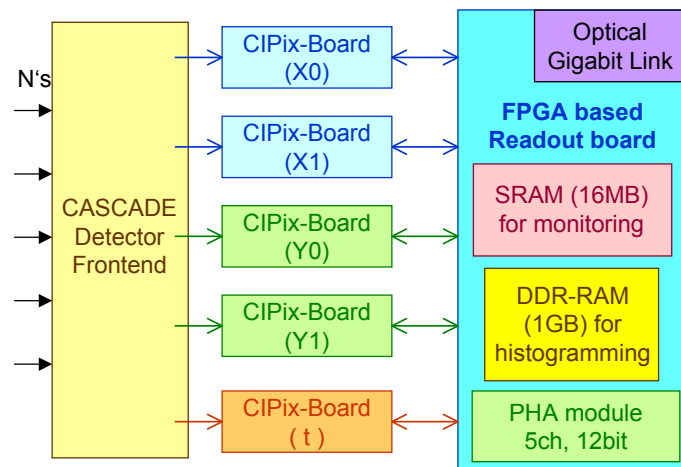 N's
CASCADE
Detector
Frontend
CIPix-Board
(X0)
CIPix-Board
(X1)
CIPix-Board
(Y0)
CIPix-Board
(Y1)
CIPix-Board
( t )
Optical
Gigabit Link
FPGA based
Readout board
SRAM (16MB)
for monitoring
DDR-RAM
(1GB) for
histogramming
PHA module
5ch, 12bit